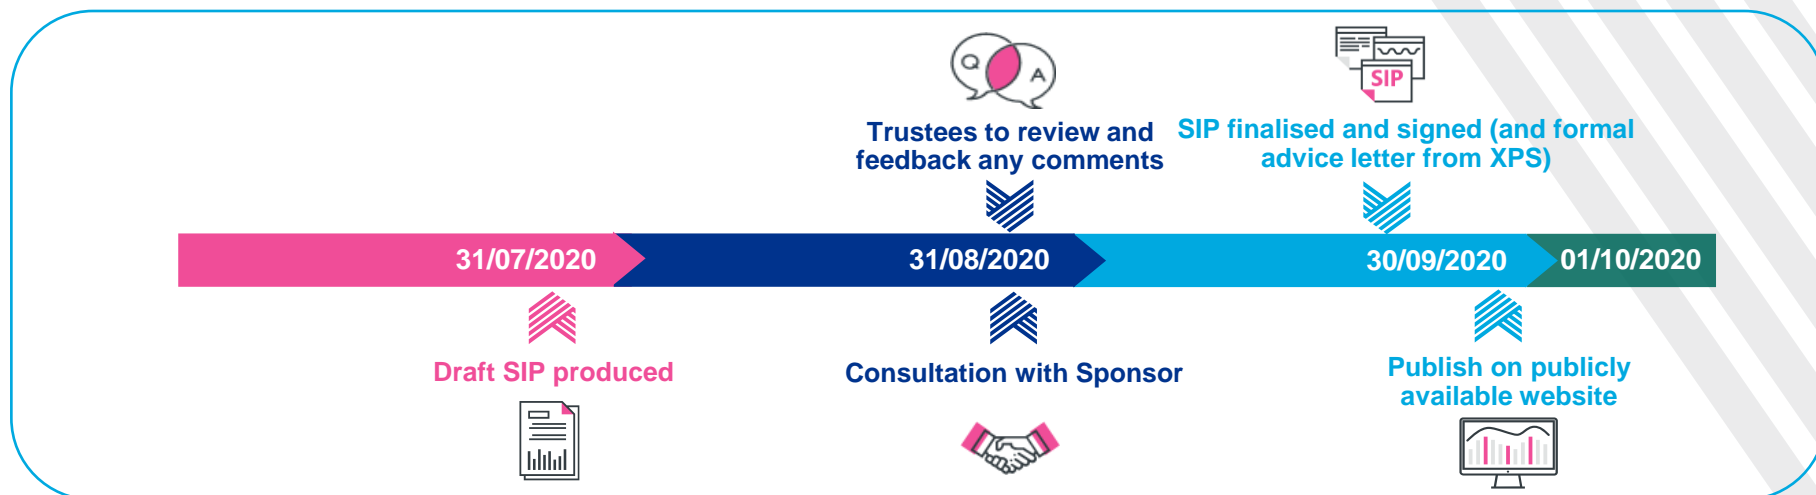 Q
A
Trustees to review and
feedback any comments
SIP
SIP finalised and signed (and formal
advice letter from XPS)
31/07/2020
31/08/2020
30/09/2020
01/10/2020
Draft SIP produced
Consultation with Sponsor
Publish on publicly
available website